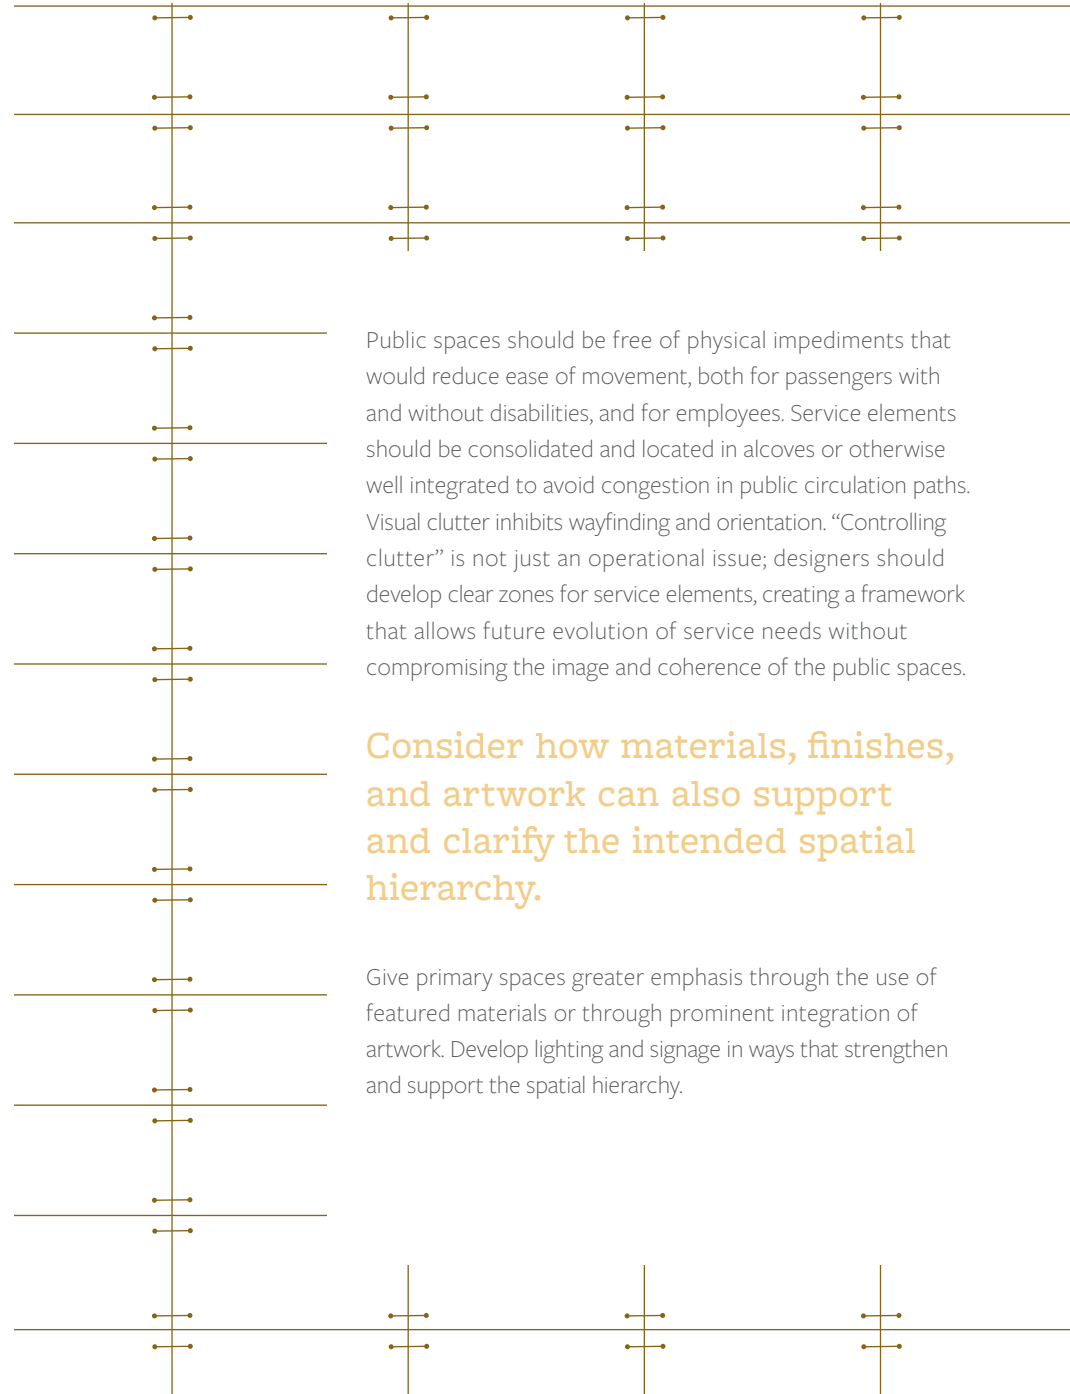 Public spaces should be free of physical impediments that
would reduce ease of movement, both for passengers with
and without disabilities, and for employees. Service elements
should be consolidated and located in alcoves or otherwise
well integrated to avoid congestion in public circulation paths.
Visual clutter inhibits wayfinding and orientation. “Controlling
clutter” is not just an operational issue; designers should
develop clear zones for service elements, creating a framework
that allows future evolution of service needs without
compromising the image and coherence of the public spaces.
Consider how materials, finishes,
and artwork can also support
and clarify the intended spatial
hierarchy.
Give primary spaces greater emphasis through the use of
featured materials or through prominent integration of
artwork. Develop lighting and signage in ways that strengthen
and support the spatial hierarchy.